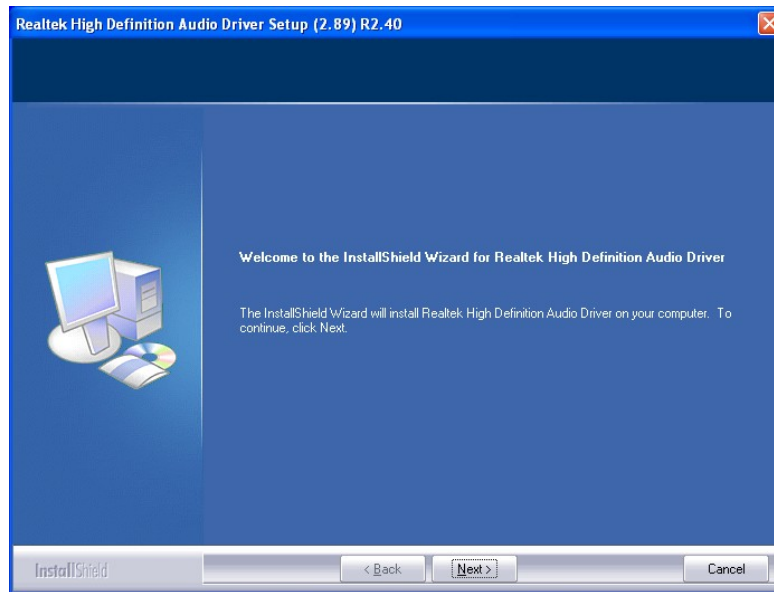 Realtek High Definition Audio Driver Setup (2.89) R2.40
Welcome to the InstallShield Wizard for Realtek High Definition Audio Driver
The InstallShield Wizard will install Realtek High Definition Audio Driver on your computer. To
continue, click Next.
InstallShield
< Back
Next >
Cancel